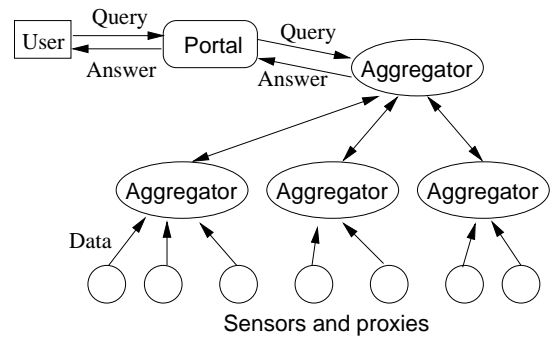 Query
User
Portal
Query
Answer
Answer
Aggregator
Aggregator
Aggregator
Aggregator
Data
Sensors and proxies